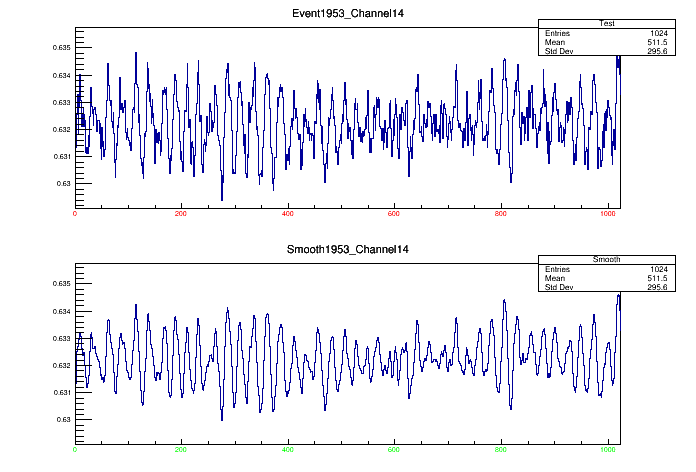 Event1953_Channel14
Test
Entries 1024
Mean 511.5
Std Dev 295.6
0.635
0.634
0.633
0.632
0.631
0.63
0 200 400 600 800 1000
Smooth1953_Channel14
Smooth
Entries 1024
Mean 511.5
Std Dev 295.6
0.635
0.634
0.633
0.632
0.631
0.63
0 200 400 600 800 1000